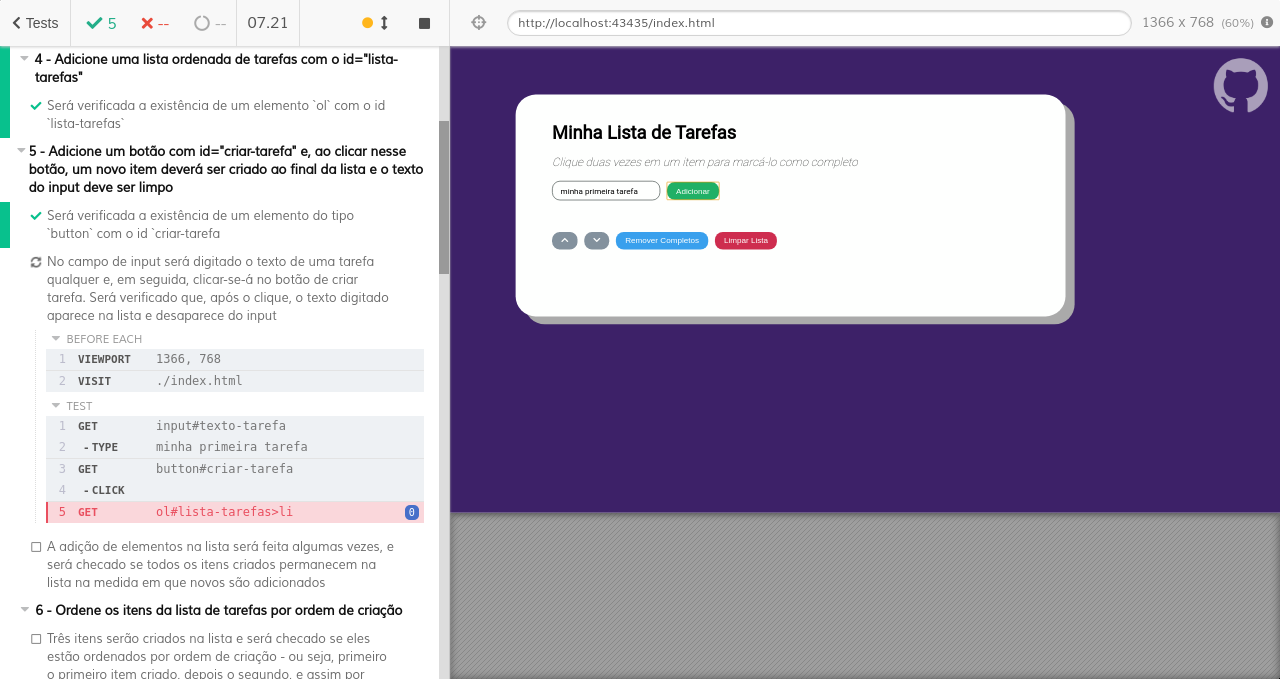 Tests
5
--
--
07.21
http://localhost:43435/index.html
1366 x 768 (60%)
4 - Adicione uma lista ordenada de tarefas com o id="lista-
tarefas"
Será verificada a existência de um elemento `ol` com o id
`lista-tarefas`
5 - Adicione um botão com id="criar-tarefa" e, ao clicar nesse
botão, um novo item deverá ser criado ao final da lista e o texto
do input deve ser limpo
Será verificada a existência de um elemento do tipo
`button` com o id `criar-tarefa
No campo de input será digitado o texto de uma tarefa
qualquer e, em seguida, clicar-se-á no botão de criar
tarefa. Será verificado que, após o clique, o texto digitado
aparece na lista e desaparece do input
BEFORE EACH
1 VIEWPORT 1366, 768
2 VISIT ./index.html
TEST
1 GET input#texto-tarefa
2 -TYPE minha primeira tarefa
3 GET button#criar-tarefa
4 -CLICK
5 GET ol#lista-tarefas>li 0
A adição de elementos na lista será feita algumas vezes, e
será checado se todos os itens criados permanecem na
lista na medida em que novos são adicionados
6 - Ordene os itens da lista de tarefas por ordem de criação
Três itens serão criados na lista e será checado se eles
estão ordenados por ordem de criação - ou seja, primeiro
o primeiro item criado, depois o segundo, e assim por
Minha Lista de Tarefas
Clique duas vezes em um item para marcá-lo como completo
minha primeira tarefa
Adicionar
Remover Completos
Limpar Lista